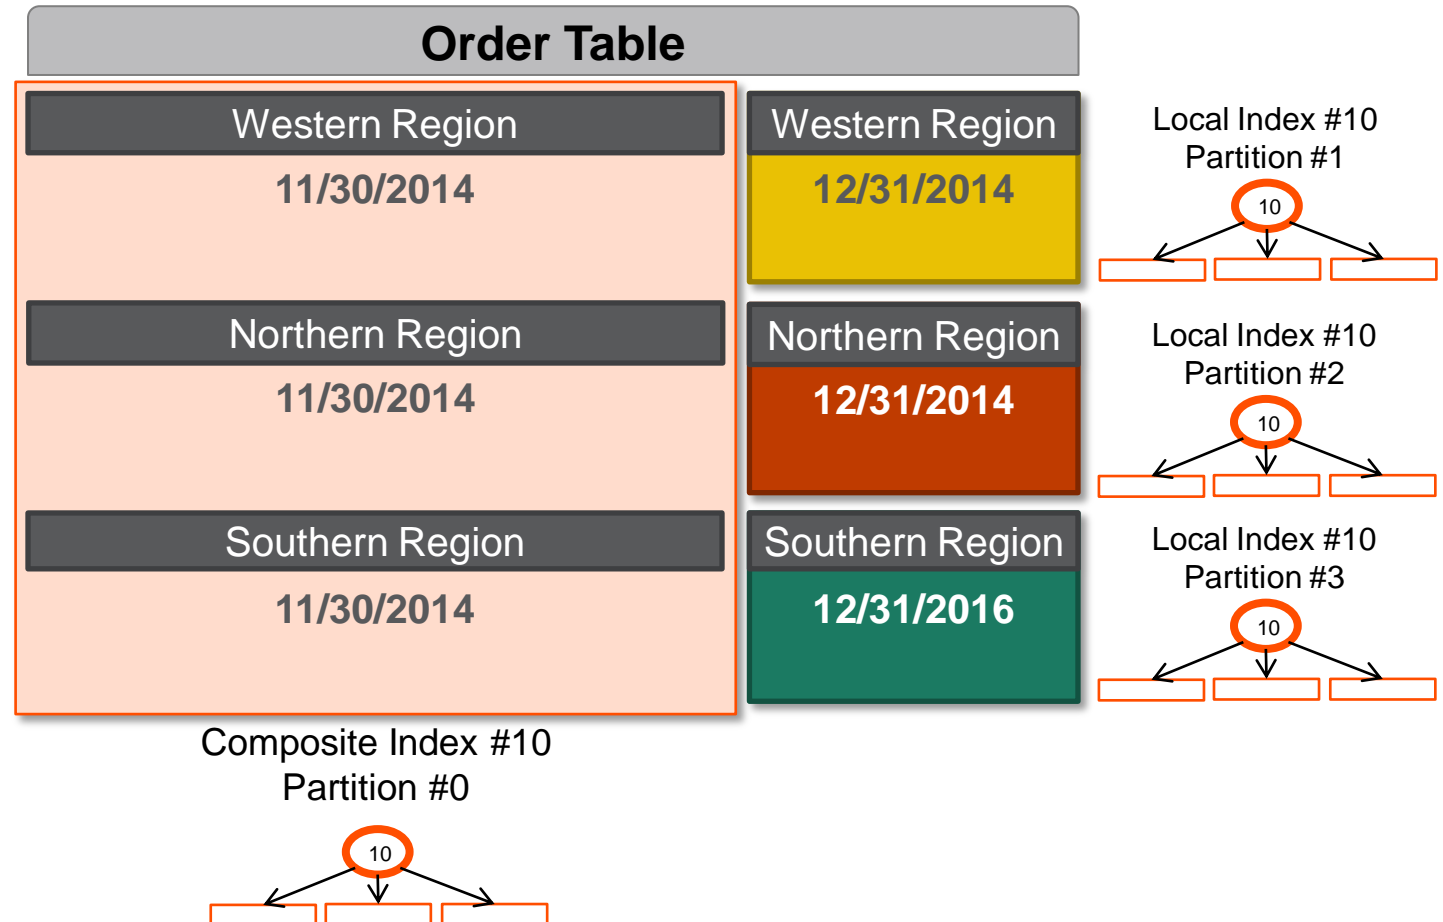 Order Table
Western Region
11/30/2014
Western Region
12/31/2014
Local Index #10
Partition #1
10
Northern Region
11/30/2014
Northern Region
12/31/2014
Local Index #10
Partition #2
10
Southern Region
11/30/2014
Southern Region
12/31/2016
Local Index #10
Partition #3
10
Composite Index #10
Partition #0
10